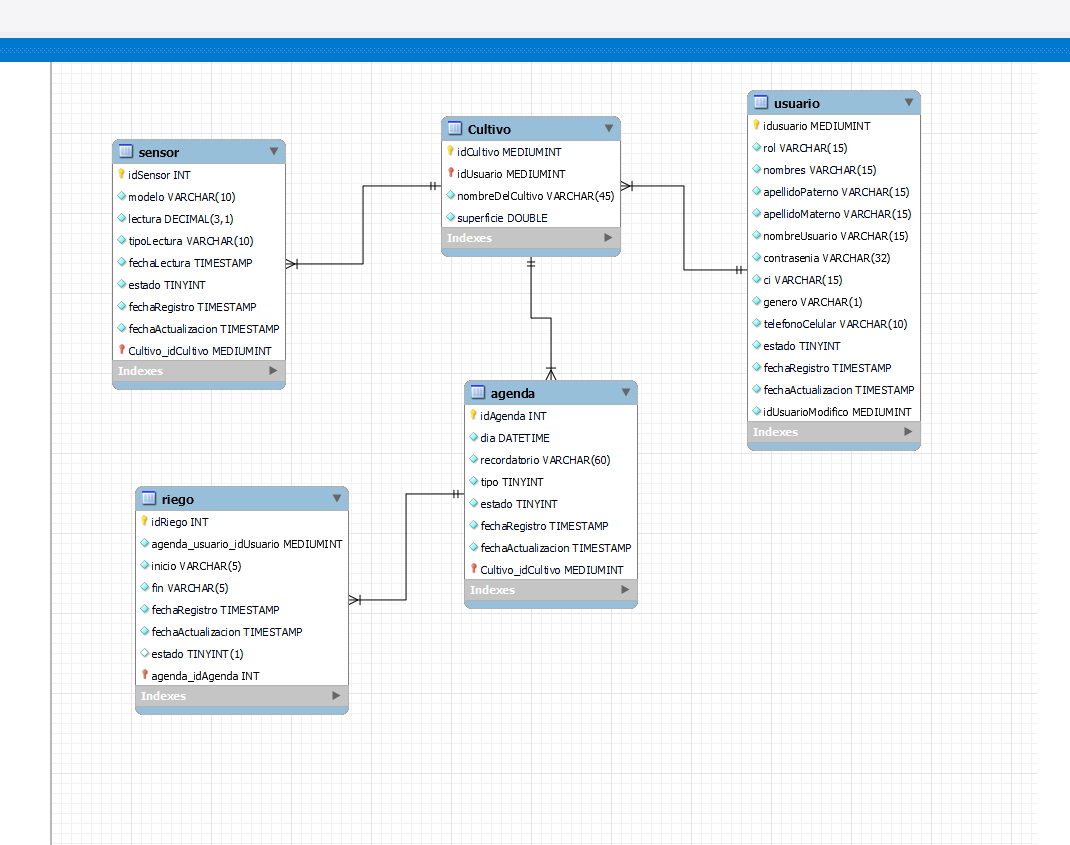 sensor
idSensor INT
modelo VARCHAR(10)
lectura DECIMAL(3,1)
tipoLectura VARCHAR(10)
fechaLectura TIMESTAMP
estado TINYINT
fechaRegistro TIMESTAMP
fechaActualizacion TIMESTAMP
Cultivo_idCultivo MEDIUMINT
Indexes
Cultivo
idCultivo MEDIUMINT
idUsuario MEDIUMINT
nombreDelCultivo VARCHAR(45)
superficie DOUBLE
Indexes
usuario
idusuario MEDIUMINT
rol VARCHAR(15)
nombres VARCHAR(15)
apellidoPaterno VARCHAR(15)
apellidoMaterno VARCHAR(15)
nombreUsuario VARCHAR(15)
contrasenia VARCHAR(32)
ci VARCHAR(15)
genero VARCHAR(1)
telefonoCelular VARCHAR(10)
estado TINYINT
fechaRegistro TIMESTAMP
fechaActualizacion TIMESTAMP
idUsuarioModifico MEDIUMINT
Indexes
agenda
idAgenda INT
dia DATETIME
recordatorio VARCHAR(60)
tipo TINYINT
estado TINYINT
fechaRegistro TIMESTAMP
fechaActualizacion TIMESTAMP
Cultivo_idCultivo MEDIUMINT
Indexes
riego
idRiego INT
agenda_usuario_idUsuario MEDIUMINT
inicio VARCHAR(5)
fin VARCHAR(5)
fechaRegistro TIMESTAMP
fechaActualizacion TIMESTAMP
estado TINYINT(1)
agenda_idAgenda INT
Indexes